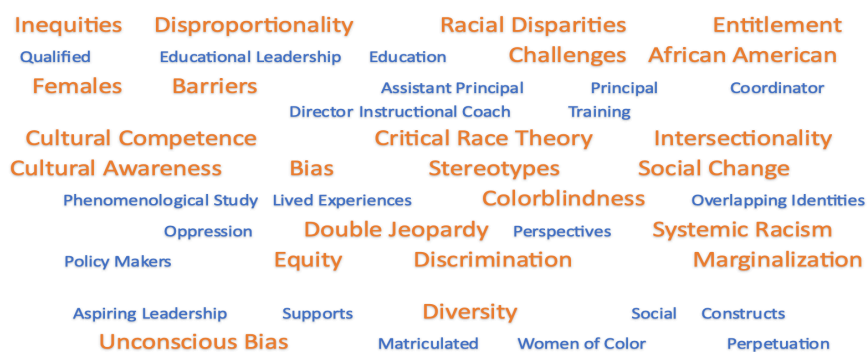 Inequities Disproportionality Racial Disparities Entitlement
Qualified Educational Leadership Education Challenges African American
Females Barriers Assistant Principal Principal Coordinator
Director Instructional Coach Training
Cultural Competence Critical Race Theory Intersectionality
Cultural Awareness Bias Stereotypes Social Change
Phenomenological Study Lived Experiences Colorblindness Overlapping Identities
Oppression Double Jeopardy Perspectives Systemic Racism
Policy Makers Equity Discrimination Marginalization
Aspiring Leadership Supports Diversity Social Constructs
Unconscious Bias Matriculated Women of Color Perpetuation